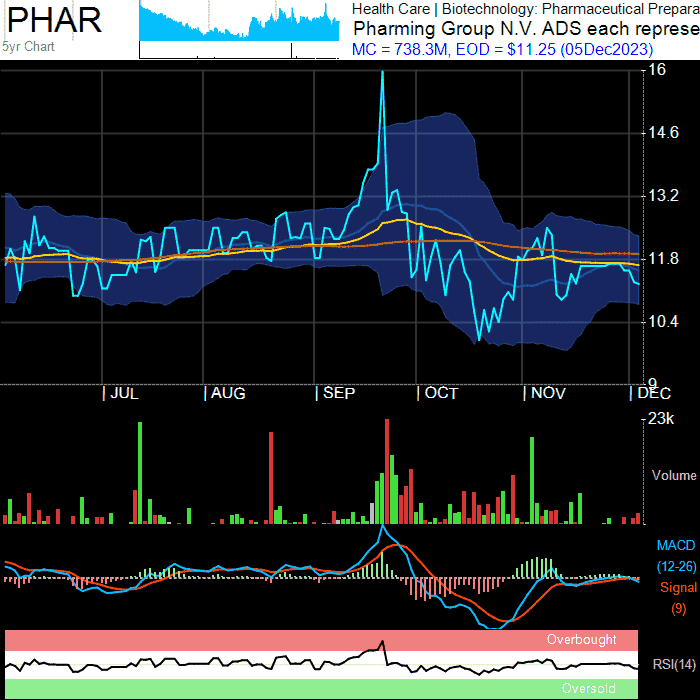 PHAR
5yr Chart
Health Care | Biotechnology: Pharmaceutical Prepara
Pharming Group N.V. ADS each represe
MC = 738.3M, EOD = $11.25 (05Dec2023)
16
14.6
13.2
11.8
10.4
9
| JUL | AUG | SEP | OCT | NOV | DEC
23k
Volume
MACD
(12-26)
Signal
(9)
Overbought
RSI(14)
Oversold